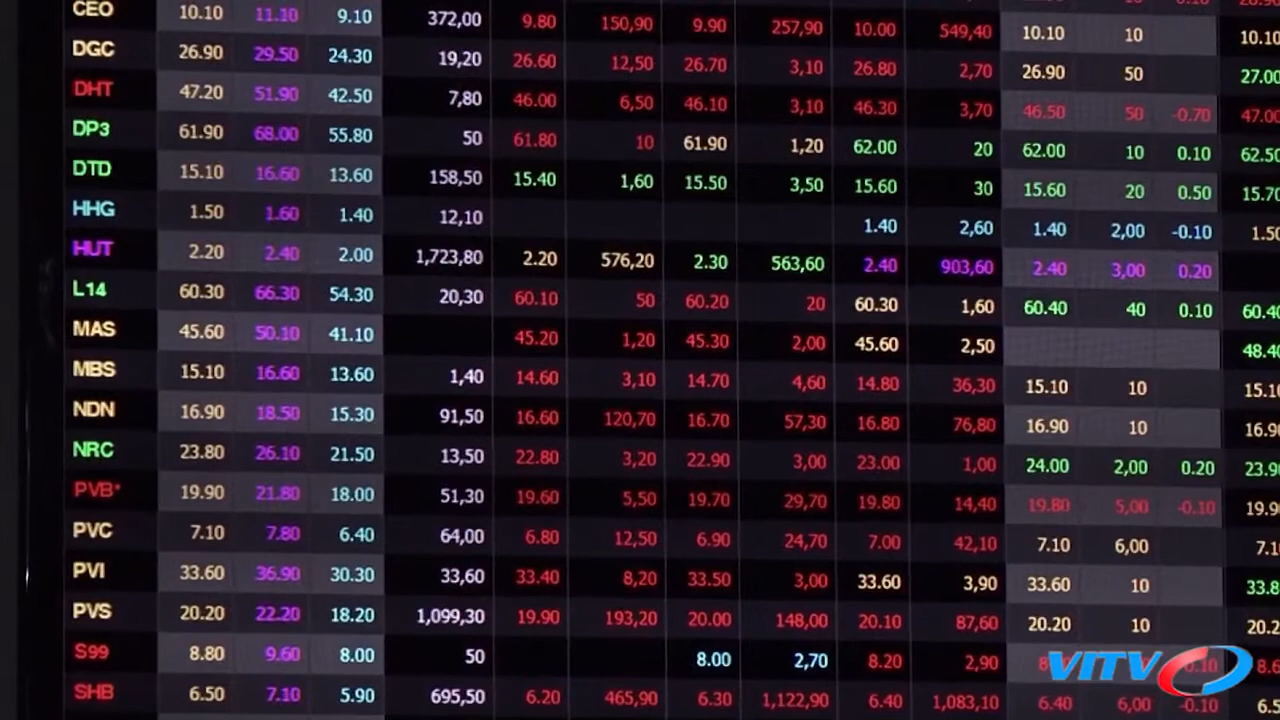 CEO 10.10 11.10 9.10 372,00 9.80 150,90 9.90 257,90 10.00 549,40 10.10 10 10.10
DGC 26.90 29.50 24.30 19,20 26.60 12,50 26.70 3,10 26.80 2,70 26.90 50 27.00
DHT 47.20 51.90 42.50 7,80 46.00 6,50 46.10 3,10 46.30 3,70 46.50 50 -0.70 47.00
DP3 61.90 68.00 55.80 50 61.80 10 61.90 1,20 62.00 20 62.00 10 0.10 62.50
DTD 15.10 16.60 13.60 158,50 15.40 1,60 15.50 3,50 15.60 30 15.60 20 0.50 15.70
HHG 1.50 1.60 1.40 12,10 1.40 2,60 1.40 2,00 -0.10 1.50
HUT 2.20 2.40 2.00 1,723,80 2.20 576,20 2.30 563,60 2.40 903,60 2.40 3,00 0.20
L14 60.30 66.30 54.30 20,30 60.10 50 60.20 20 60.30 1,60 60.40 40 0.10 60.40
MAS 45.60 50.10 41.10 45.20 1,20 45.30 2,00 45.60 2,50 48.40
MBS 15.10 16.60 13.60 1,40 14.60 3,10 14.70 4,60 14.80 36,30 15.10 10 15.10
NDN 16.90 18.50 15.30 91,50 16.60 120,70 16.70 57,30 16.80 76,80 16.90 10 16.90
NRC 23.80 26.10 21.50 13,50 22.80 3,20 22.90 3,00 23.00 1,00 24.00 2,00 0.20 23.90
PVB* 19.90 21.80 18.00 51,30 19.60 5,50 19.70 29,70 19.80 14,40 19.80 5,00 -0.10 19.9
PVC 7.10 7.80 6.40 64,00 6.80 12,50 6.90 24,70 7.00 42,10 7.10 6,00 7.1
PVI 33.60 36.90 30.30 33,60 33.40 8,20 33.50 3,00 33.60 3,90 33.60 10 33.8
PVS 20.20 22.20 18.20 1,099,30 19.90 193,20 20.00 148,00 20.10 87,60 20.20 10 20.2
S99 8.80 9.60 8.00 50 8.00 2,70 8.20 2,90 8.6
SHB 6.50 7.10 5.90 695,50 6.20 465,90 6.30 1,122,90 6.40 1,083,10 6.40 6,00 -0.10 6.5
VITV